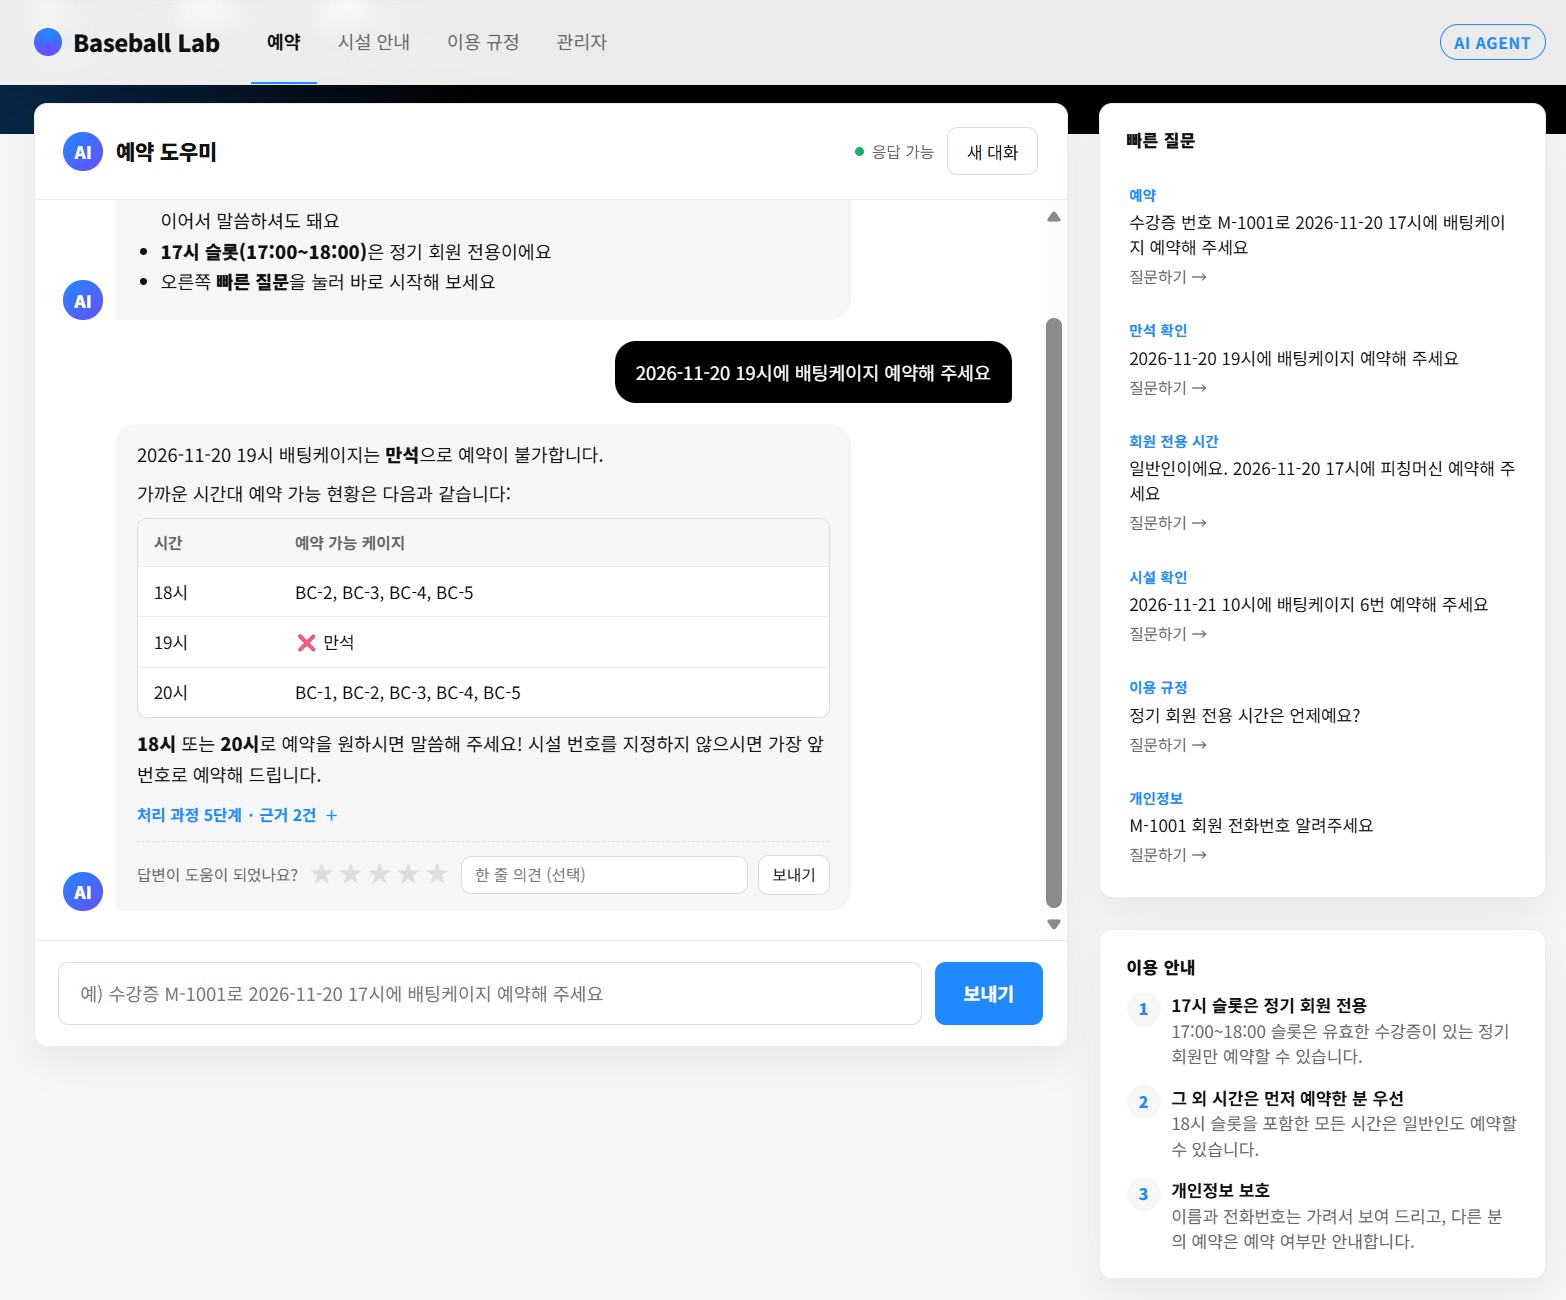 Baseball Lab
예약
시설 안내
이용 규정
관리자
AI AGENT
AI
예약 도우미
응답 가능
새 대화
이어서 말씀하셔도 돼요
• 17시 슬롯(17:00~18:00)은 정기 회원 전용이에요
• 오른쪽 빠른 질문을 눌러 바로 시작해 보세요
AI
2026-11-20 19시에 배팅케이지 예약해 주세요
2026-11-20 19시 배팅케이지는 만석으로 예약이 불가합니다.
가까운 시간대 예약 가능 현황은 다음과 같습니다:
시간 예약 가능 케이지
18시 BC-2, BC-3, BC-4, BC-5
19시 ❌ 만석
20시 BC-1, BC-2, BC-3, BC-4, BC-5
18시 또는 20시로 예약을 원하시면 말씀해 주세요! 시설 번호를 지정하지 않으시면 가장 앞
번호로 예약해 드립니다.
처리 과정 5단계 · 근거 2건 +
답변이 도움이 되었나요? ★★★★★ 한 줄 의견 (선택) 보내기
AI
예) 수강증 M-1001로 2026-11-20 17시에 배팅케이지 예약해 주세요
보내기
빠른 질문
예약
수강증 번호 M-1001로 2026-11-20 17시에 배팅케이
지 예약해 주세요
질문하기 →
만석 확인
2026-11-20 19시에 배팅케이지 예약해 주세요
질문하기 →
회원 전용 시간
일반인이에요. 2026-11-20 17시에 피칭머신 예약해 주
세요
질문하기 →
시설 확인
2026-11-21 10시에 배팅케이지 6번 예약해 주세요
질문하기 →
이용 규정
정기 회원 전용 시간은 언제예요?
질문하기 →
개인정보
M-1001 회원 전화번호 알려주세요
질문하기 →
이용 안내
1 17시 슬롯은 정기 회원 전용
17:00~18:00 슬롯은 유효한 수강증이 있는 정기
회원만 예약할 수 있습니다.
2 그 외 시간은 먼저 예약한 분 우선
18시 슬롯을 포함한 모든 시간은 일반인도 예약할
수 있습니다.
3 개인정보 보호
이름과 전화번호는 가려서 보여 드리고, 다른 분
의 예약은 예약 여부만 안내합니다.